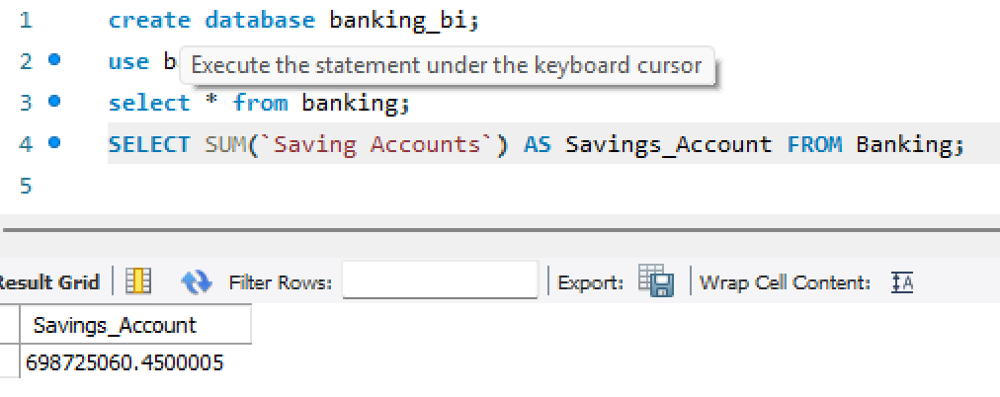 1 create database banking_bi;
2 use b
Execute the statement under the keyboard cursor
3 select * from banking;
4 SELECT SUM(`Saving Accounts`) AS Savings_Account FROM Banking;
5
Result Grid Filter Rows: Export: Wrap Cell Content: IA
Savings_Account
698725060.4500005